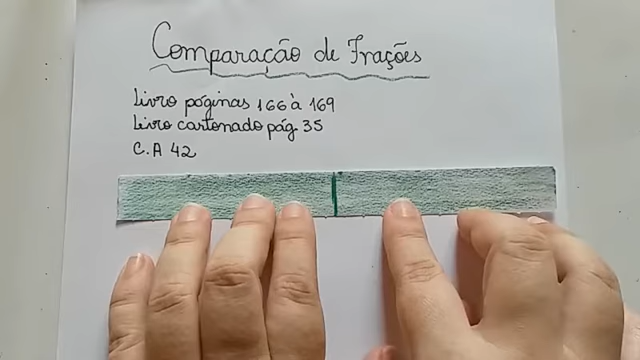 Comparação de Frações
Livro páginas 166 à 169
Livro cartonado pág 35
C.A 42